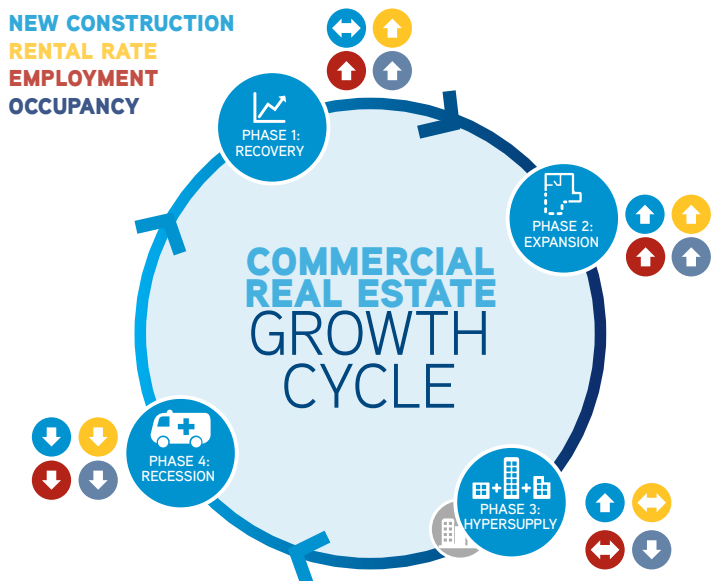 NEW CONSTRUCTION
RENTAL RATE
EMPLOYMENT
OCCUPANCY
PHASE 1:
RECOVERY
PHASE 2:
EXPANSION
COMMERCIAL
REAL ESTATE
GROWTH
CYCLE
PHASE 4:
RECESSION
PHASE 3:
HYPERSUPPLY